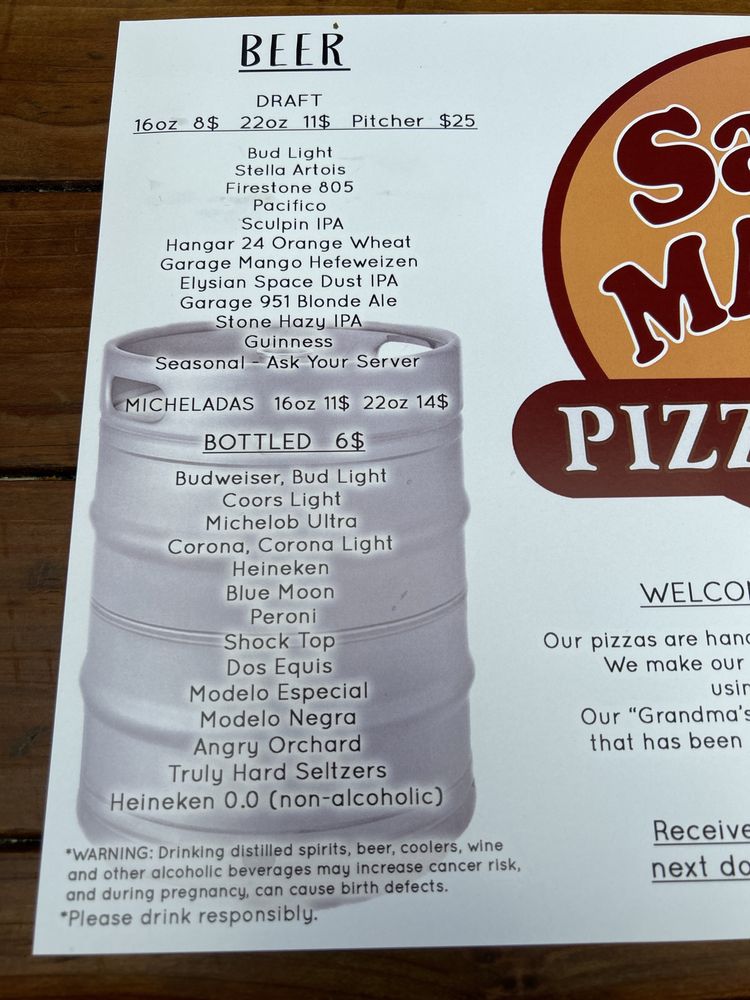 BEER
DRAFT
16oz 8$ 22oz 11$ Pitcher $25
Bud Light
Stella Artois
Firestone 805
Pacifico
Sculpin IPA
Hangar 24 Orange Wheat
Garage Mango Hefeweizen
Elysian Space Dust IPA
Garage 951 Blonde Ale
Stone Hazy IPA
Guinness
Seasonal - Ask Your Server
MICHELADAS 16oz 11$ 22oz 14$
BOTTLED 6$
Budweiser, Bud Light
Coors Light
Michelob Ultra
Corona, Corona Light
Heineken
Blue Moon
Peroni
Shock Top
Dos Equis
Modelo Especial
Modelo Negra
Angry Orchard
Truly Hard Seltzers
Heineken 0.0 (non-alcoholic)
*WARNING: Drinking distilled spirits, beer, coolers, wine
and other alcoholic beverages may increase cancer risk,
and during pregnancy, can cause birth defects.
*Please drink responsibly.
PIZZ
Our pizzas are
We make our
Our "Grandma's
that has been
Receive
next